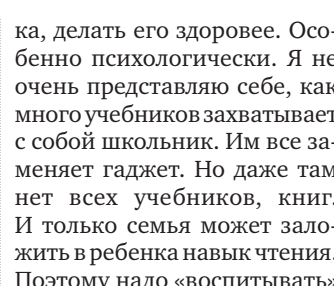 ка, делать его здоровее. Осо-
бенно психологически. Я не
очень представляю себе, как
много учебников захватывает
с собой школьник. Им все за-
меняет гаджет. Но даже там
нет всех учебников, книг.
И только семья может зало-
жить в ребенка навык чтения.
Поэтому надо «воспитывать»